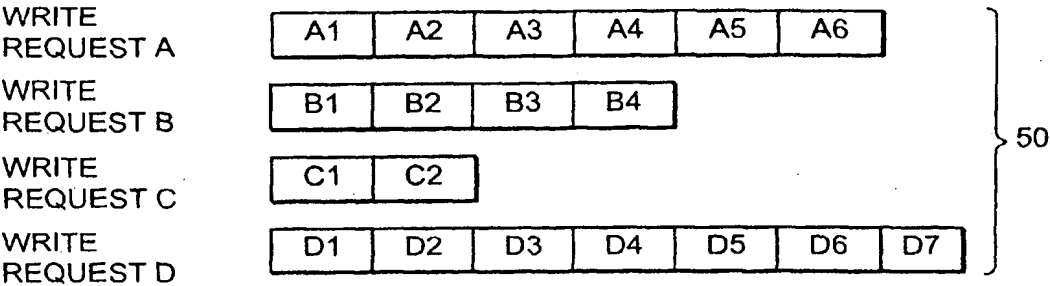 WRITE
REQUEST A
A1 A2 A3 A4 A5 A6
WRITE
REQUEST B
B1 B2 B3 B4
50
WRITE
REQUEST C
C1 C2
WRITE
REQUEST D
D1 D2 D3 D4 D5 D6 D7